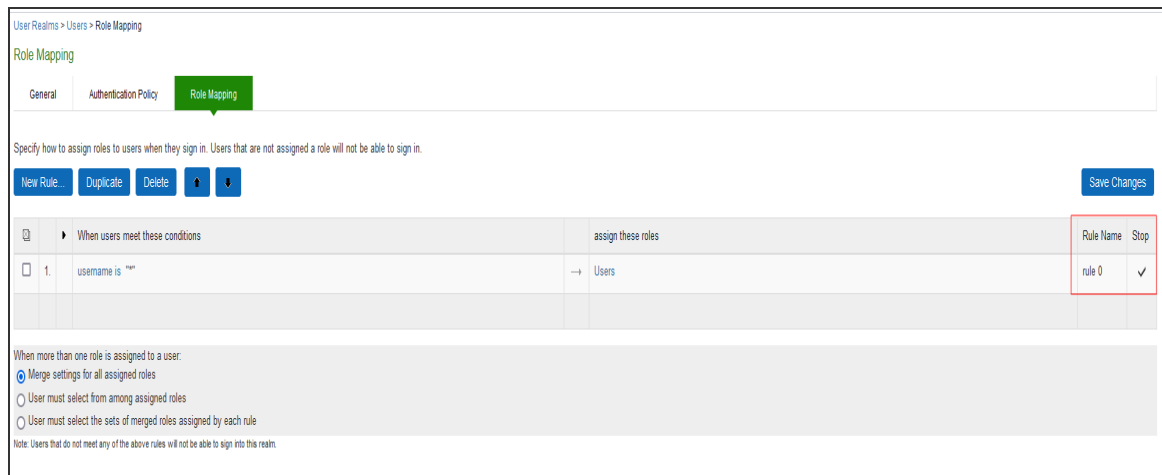 User Realms > Users > Role Mapping
Role Mapping
General Authentication Policy Role Mapping
Specify how to assign roles to users when they sign in. Users that are not assigned a role will not be able to sign in.
New Rule... Duplicate Delete Save Changes
When users meet these conditions assign these roles Rule Name Stop
1. username is "*" → Users rule 0 ✓
When more than one role is assigned to a user:
Merge settings for all assigned roles
User must select from among assigned roles
User must select the sets of merged roles assigned by each rule
Note: Users that do not meet any of the above rules will not be able to sign into this realm.